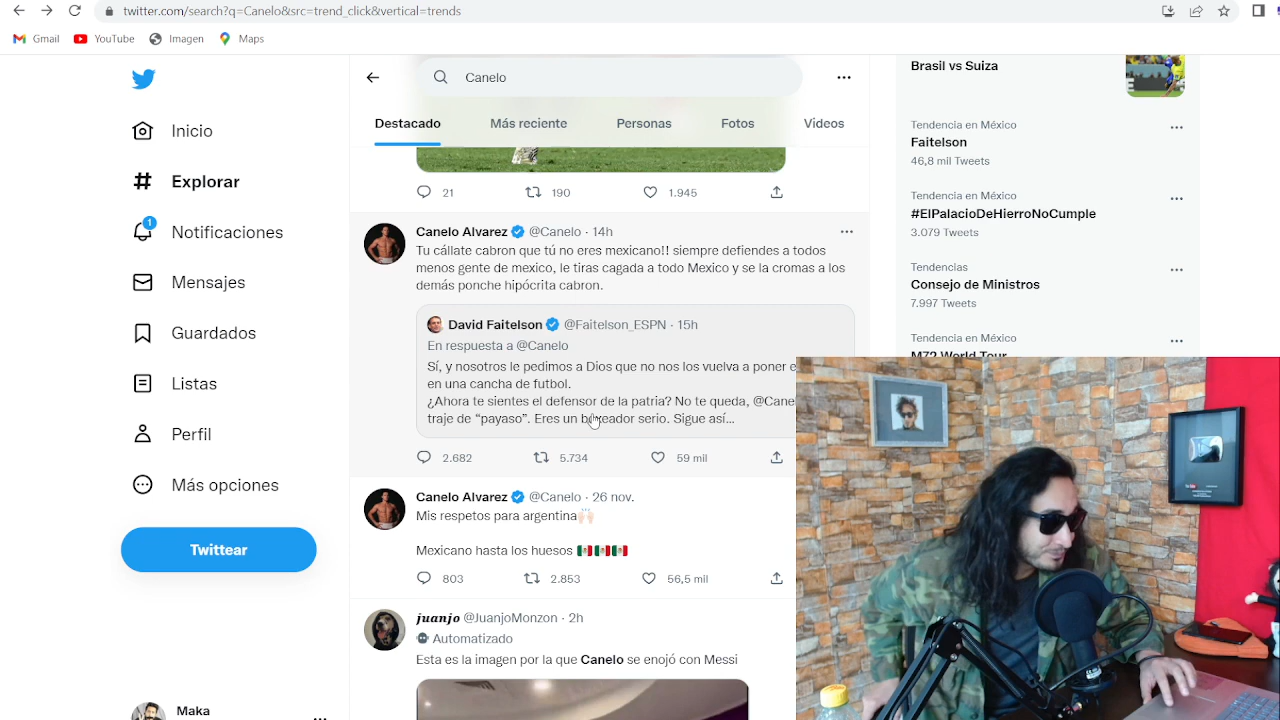 twitter.com/search?q=Canelo&src=trend_click&vertical=trends
Gmail
YouTube
Imagen
Maps
Inicio
Explorar
1
Notificaciones
Mensajes
Guardados
Listas
Perfil
Más opciones
Twittear
Maka
Canelo
Destacado
Más reciente
Personas
Fotos
Videos
21
190
1.945
Canelo Alvarez @Canelo · 14h
Tu cállate cabron que tú no eres mexicano!! siempre defiendes a todos
menos gente de mexico, le tiras cagada a todo Mexico y se la cromas a los
demás ponche hipócrita cabron.
David Faitelson @Faitelson_ESPN · 15h
En respuesta a @Canelo
Sí, y nosotros le pedimos a Dios que no nos los vuelva a poner e
en una cancha de futbol.
¿Ahora te sientes el defensor de la patria? No te queda, @Cane
traje de “payaso”. Eres un boxeador serio. Sigue así...
2.682
5.734
59 mil
Canelo Alvarez @Canelo · 26 nov.
Mis respetos para argentina🙌🏻
Mexicano hasta los huesos 🇲🇽🇲🇽🇲🇽
803
2.853
56,5 mil
juanjo @JuanjoMonzon · 2h
Automatizado
Esta es la imagen por la que Canelo se enojó con Messi
Brasil vs Suiza
Tendencia en México
Faitelson
46,8 mil Tweets
Tendencia en México
#ElPalacioDeHierroNoCumple
3.079 Tweets
Tendencias
Consejo de Ministros
7.997 Tweets
Tendencia en México
M72 World Tour